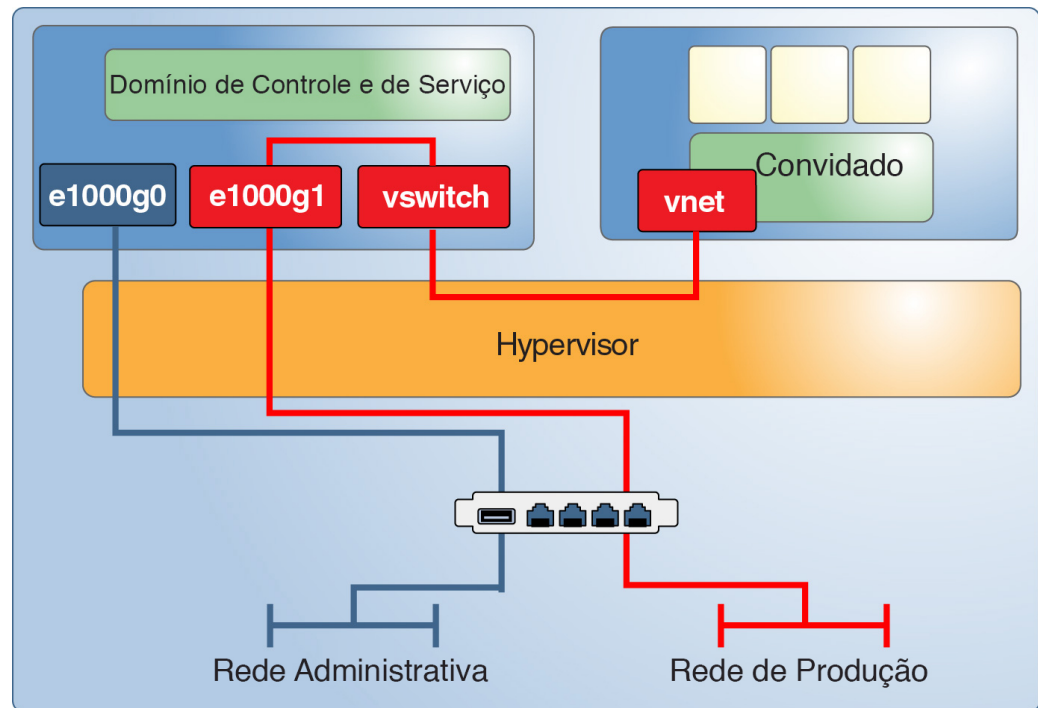 Domínio de Controle e de Serviço
Convidado
e1000g0
e1000g1
vswitch
vnet
Hypervisor
Rede Administrativa
Rede de Produção